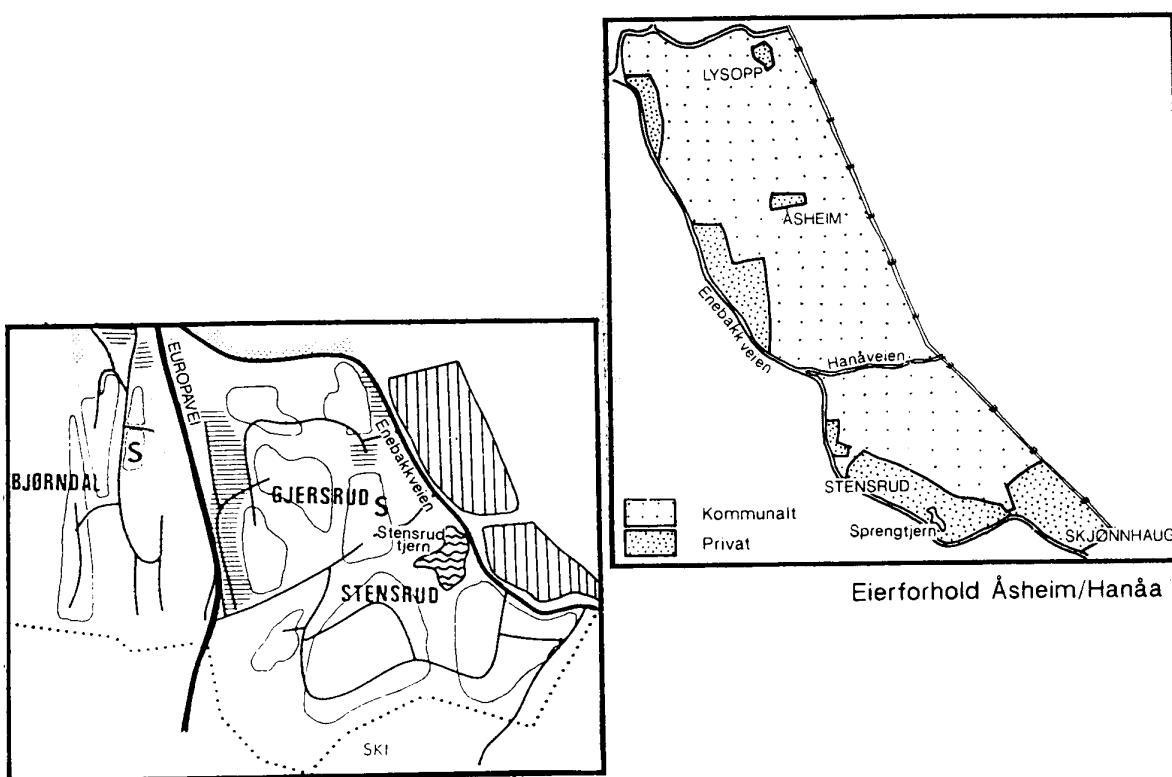 LYSOPP
ÅSHEIM
Enebakkveien
Hanåveien
STENSRUD
Sprengtjern
SKJØNNHAUG
Kommunalt
Privat
Eierforhold Åsheim/Hanåa
EUROPAVEI
S
BJØRNDAL
GJERSRUD
S
Enebakkveien
Stensrud
tjern
STENSRUD
SKI